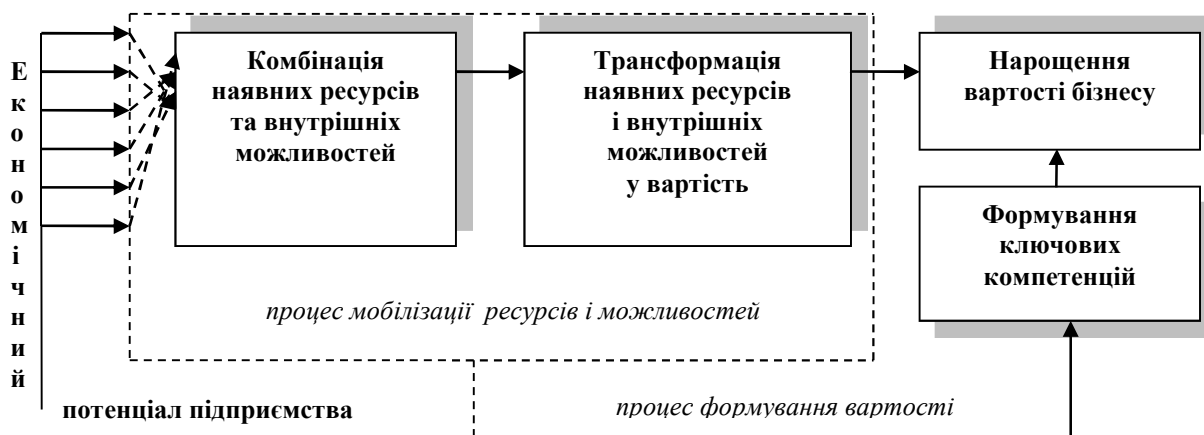 Економічний
Комбінація
наявних ресурсів
та внутрішніх
можливостей
Трансформація
наявних ресурсів
і внутрішніх
можливостей
у вартість
Нарощення
вартості бізнесу
Формування
ключових
компетенцій
процес мобілізації ресурсів і можливостей
потенціал підприємства
процес формування вартості